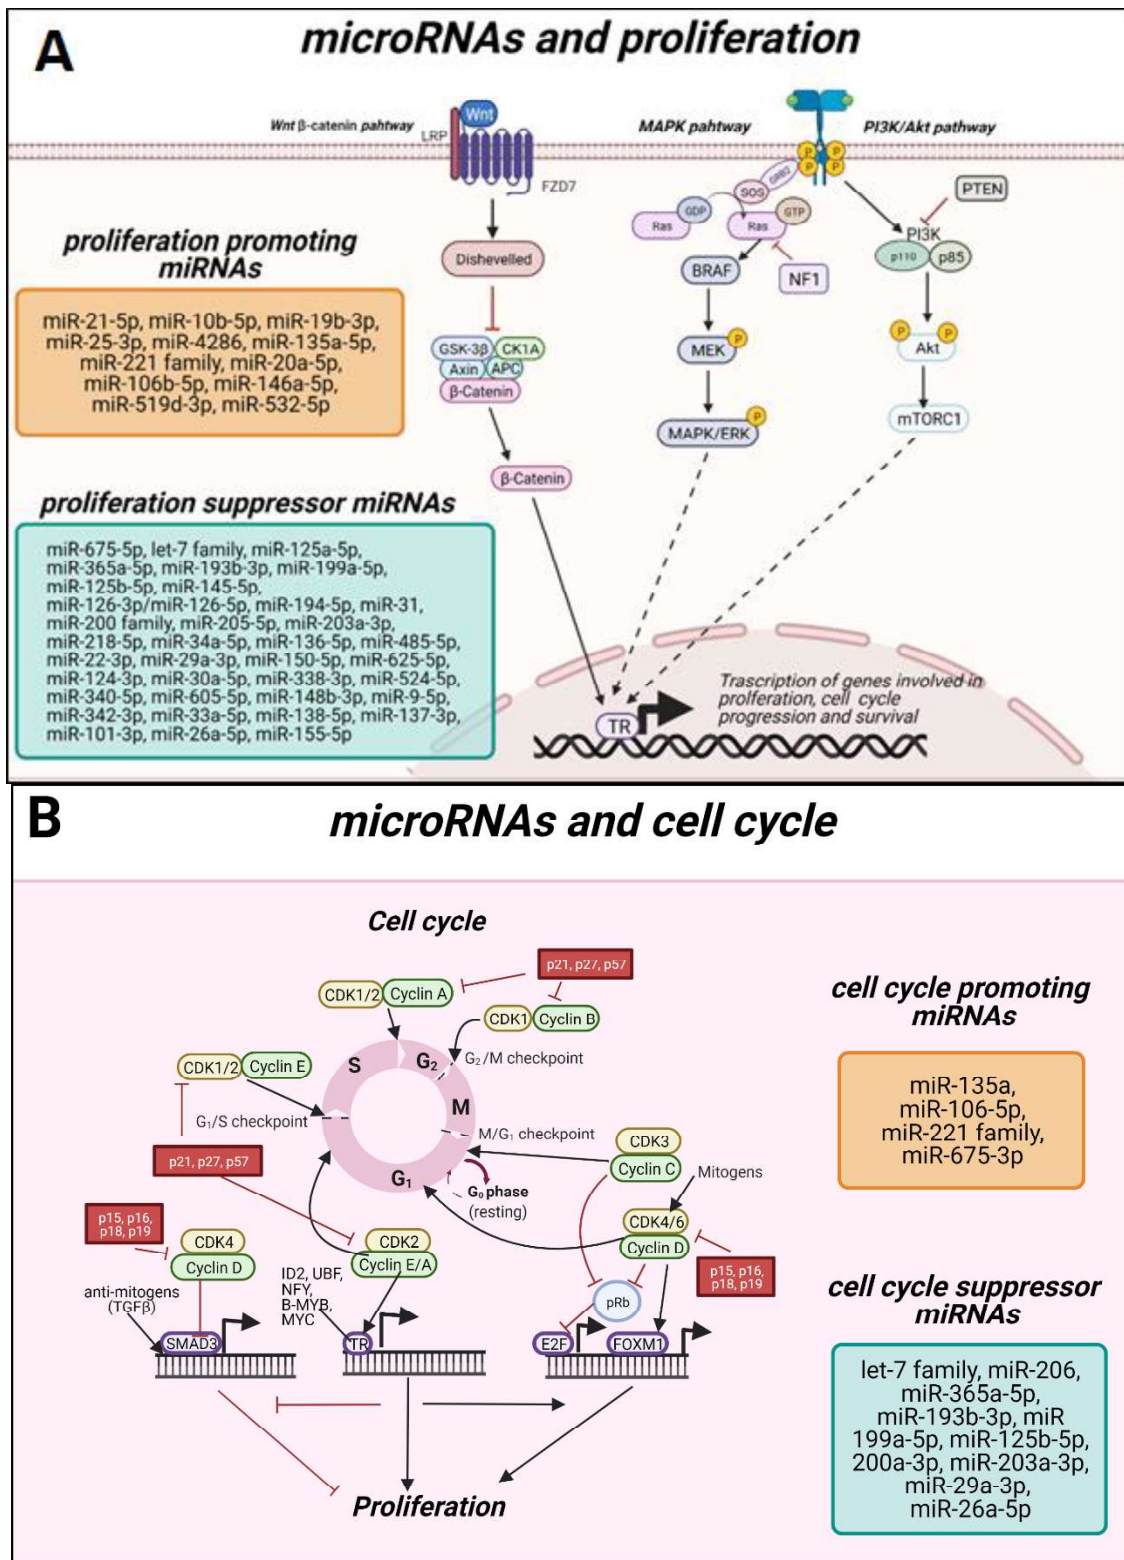 A
microRNAs and proliferation
Wnt β-catenin pahtway
LRP
Wnt
FZD7
MAPK pahtway
PI3K/Akt pathway
P P
P P
GRB2
SOS
GDP
Ras
GTP
Ras
NF1
PTEN
PI3K
p110
p85
Dishevelled
BRAF
GSK-3β
CK1A
Axin
APC
β-Catenin
MEK
P
P
P
Akt
MAPK/ERK
P
mTORC1
β-Catenin
proliferation promoting
miRNAs
miR-21-5p, miR-10b-5p, miR-19b-3p,
miR-25-3p, miR-4286, miR-135a-5p,
miR-221 family, miR-20a-5p,
miR-106b-5p, miR-146a-5p,
miR-519d-3p, miR-532-5p
proliferation suppressor miRNAs
miR-675-5p, let-7 family, miR-125a-5p,
miR-365a-5p, miR-193b-3p, miR-199a-5p,
miR-125b-5p, miR-145-5p,
miR-126-3p/miR-126-5p, miR-194-5p, miR-31,
miR-200 family, miR-205-5p, miR-203a-3p,
miR-218-5p, miR-34a-5p, miR-136-5p, miR-485-5p,
miR-22-3p, miR-29a-3p, miR-150-5p, miR-625-5p,
miR-124-3p, miR-30a-5p, miR-338-3p, miR-524-5p,
miR-340-5p, miR-605-5p, miR-148b-3p, miR-9-5p,
miR-342-3p, miR-33a-5p, miR-138-5p, miR-137-3p,
miR-101-3p, miR-26a-5p, miR-155-5p
Trascription of genes involved in
prolferation, cell cycle
progression and survival
TR
B
microRNAs and cell cycle
Cell cycle
p21, p27, p57
CDK1/2
Cyclin A
CDK1
Cyclin B
G2/M checkpoint
CDK1/2
Cyclin E
S
G2
M
G1
G1/S checkpoint
M/G1 checkpoint
G0 phase
(resting)
p21, p27, p57
CDK3
Cyclin C
Mitogens
CDK4/6
Cyclin D
p15, p16,
p18, p19
p15, p16,
p18, p19
CDK4
Cyclin D
CDK2
Cyclin E/A
anti-mitogens
(TGFβ)
ID2, UBF,
NFY,
B-MYB,
MYC
pRb
SMAD3
TR
E2F
FOXM1
Proliferation
cell cycle promoting
miRNAs
miR-135a,
miR-106-5p,
miR-221 family,
miR-675-3p
cell cycle suppressor
miRNAs
let-7 family, miR-206,
miR-365a-5p,
miR-193b-3p, miR
199a-5p, miR-125b-5p,
200a-3p, miR-203a-3p,
miR-29a-3p,
miR-26a-5p